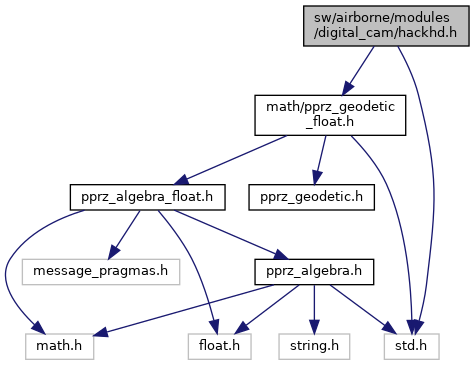 sw/airborne/modules
/digital_cam/hackhd.h
math/pprz_geodetic
_float.h
pprz_algebra_float.h
pprz_geodetic.h
message_pragmas.h
pprz_algebra.h
math.h
float.h
string.h
std.h